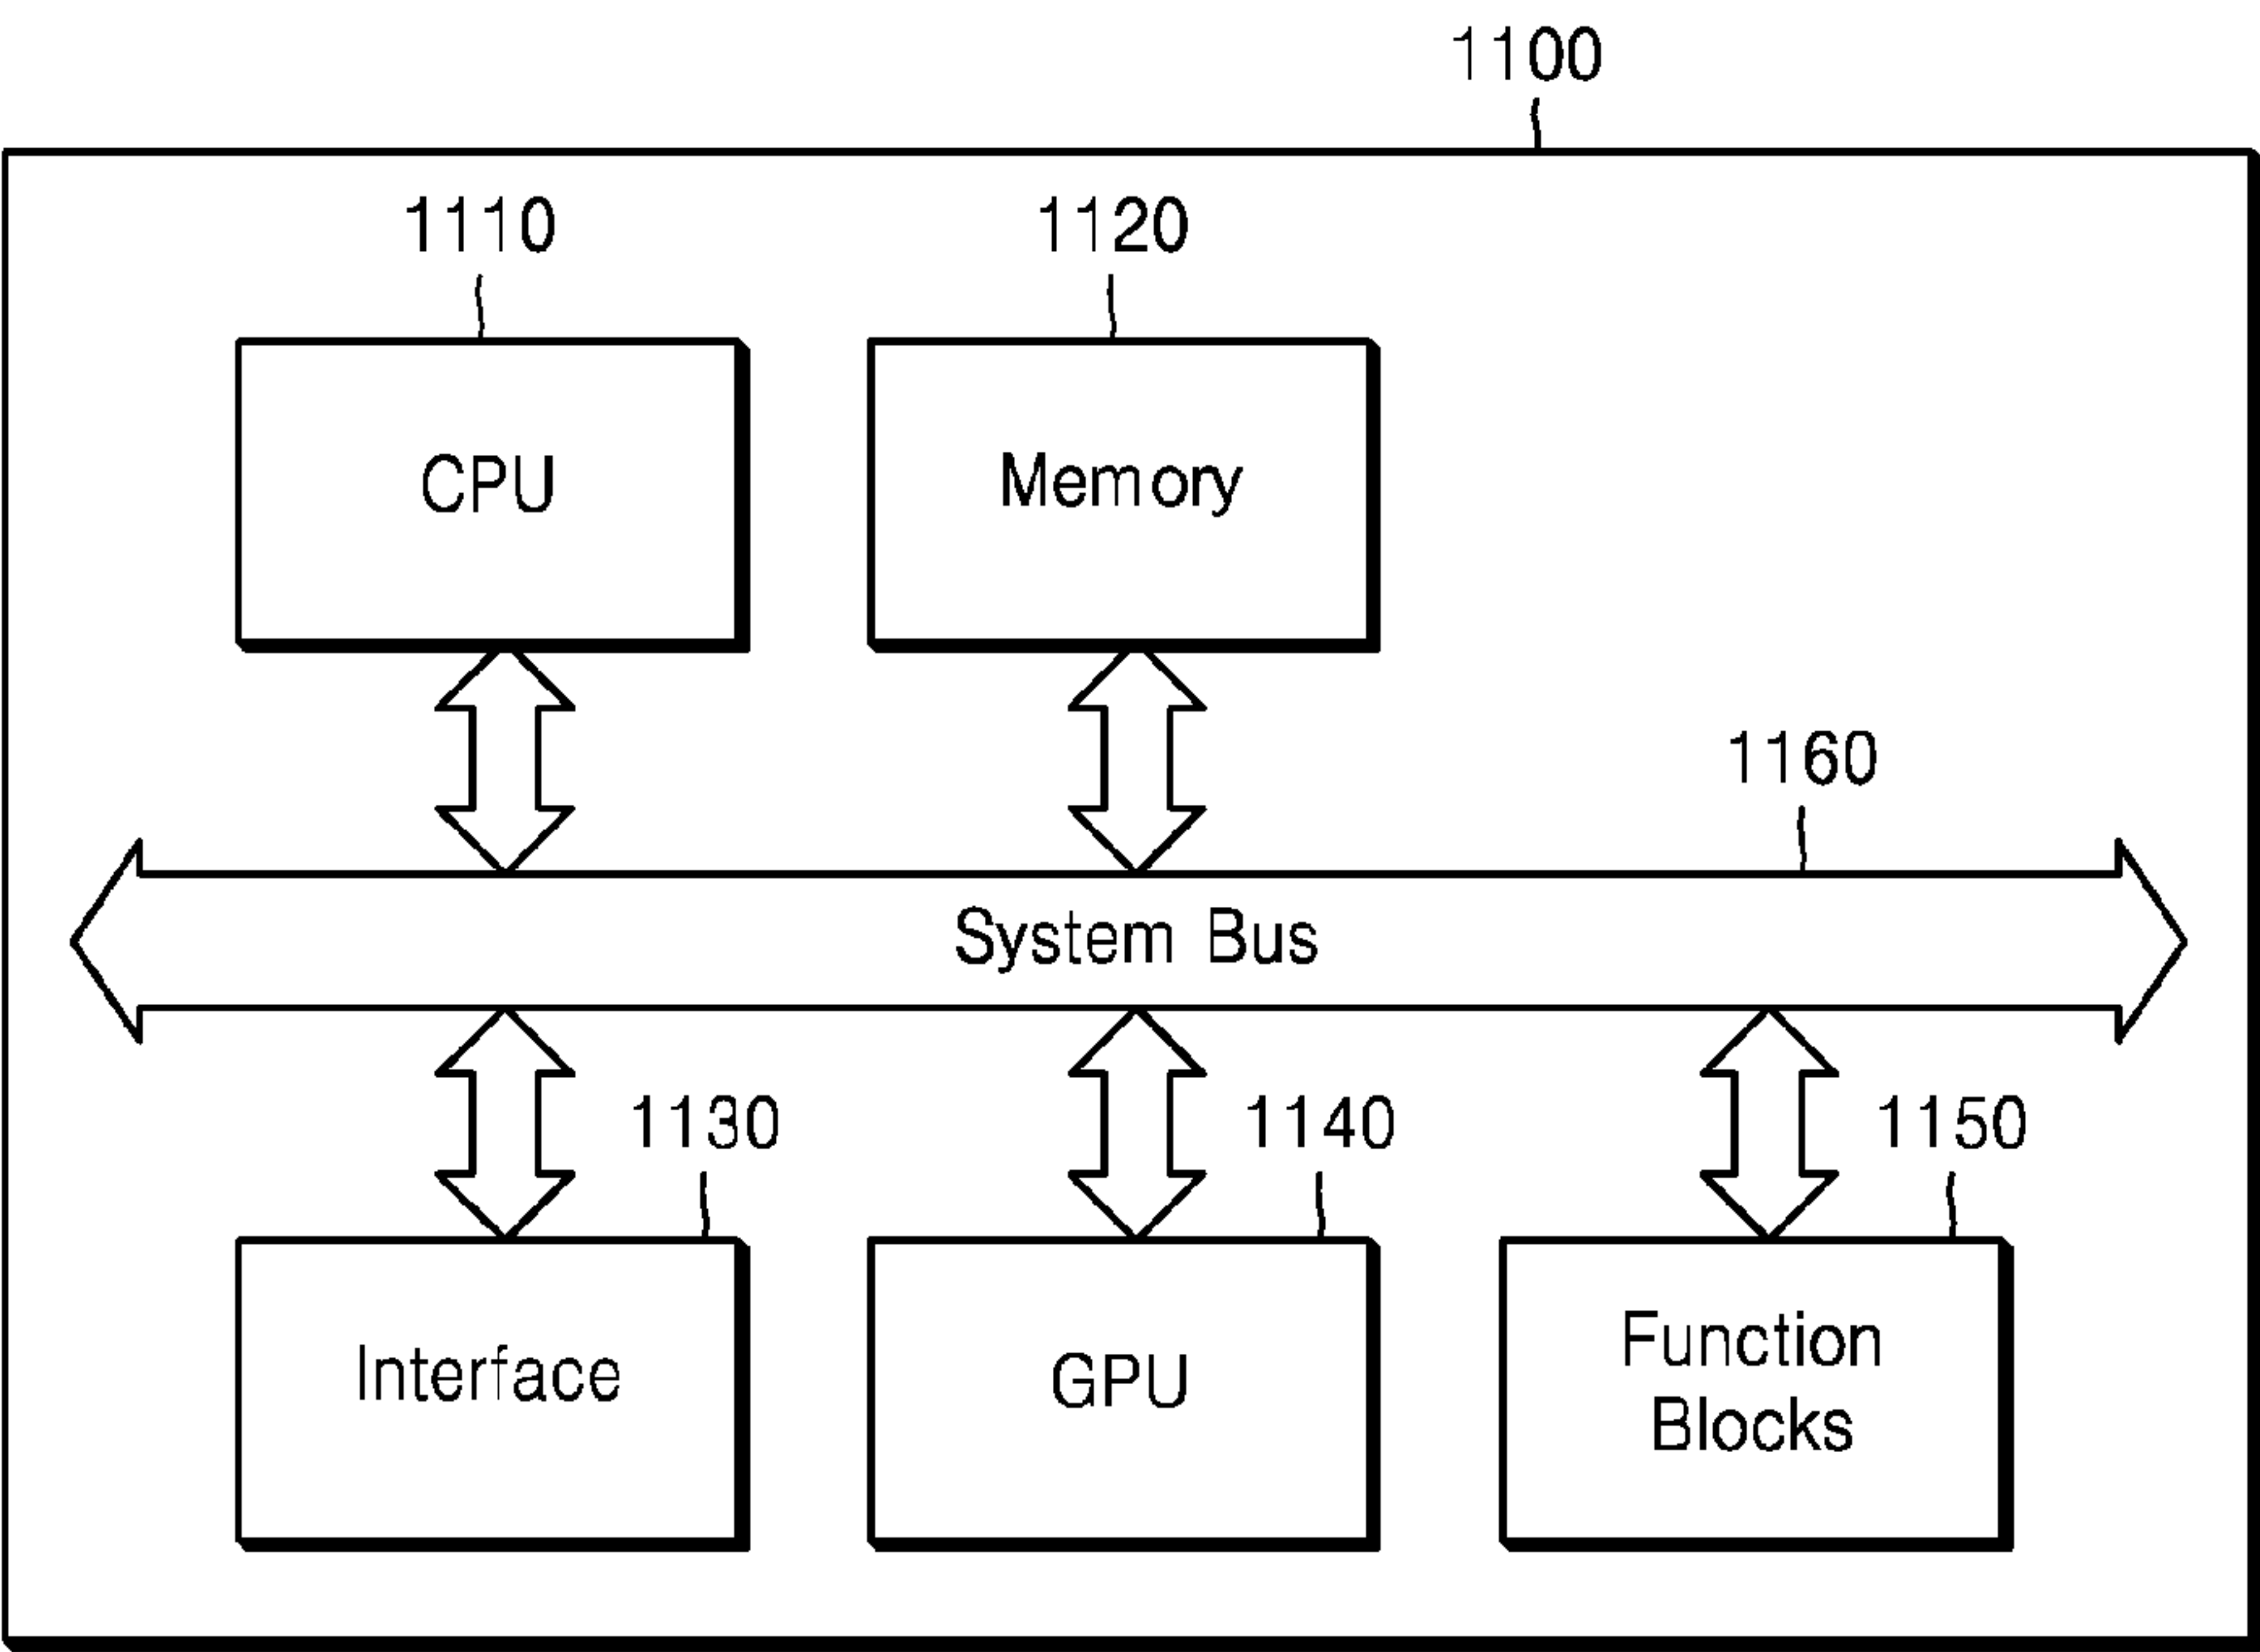 1100
1110
1120
CPU
Memory
1160
System Bus
1130
1140
1150
Interface
GPU
Function
Blocks